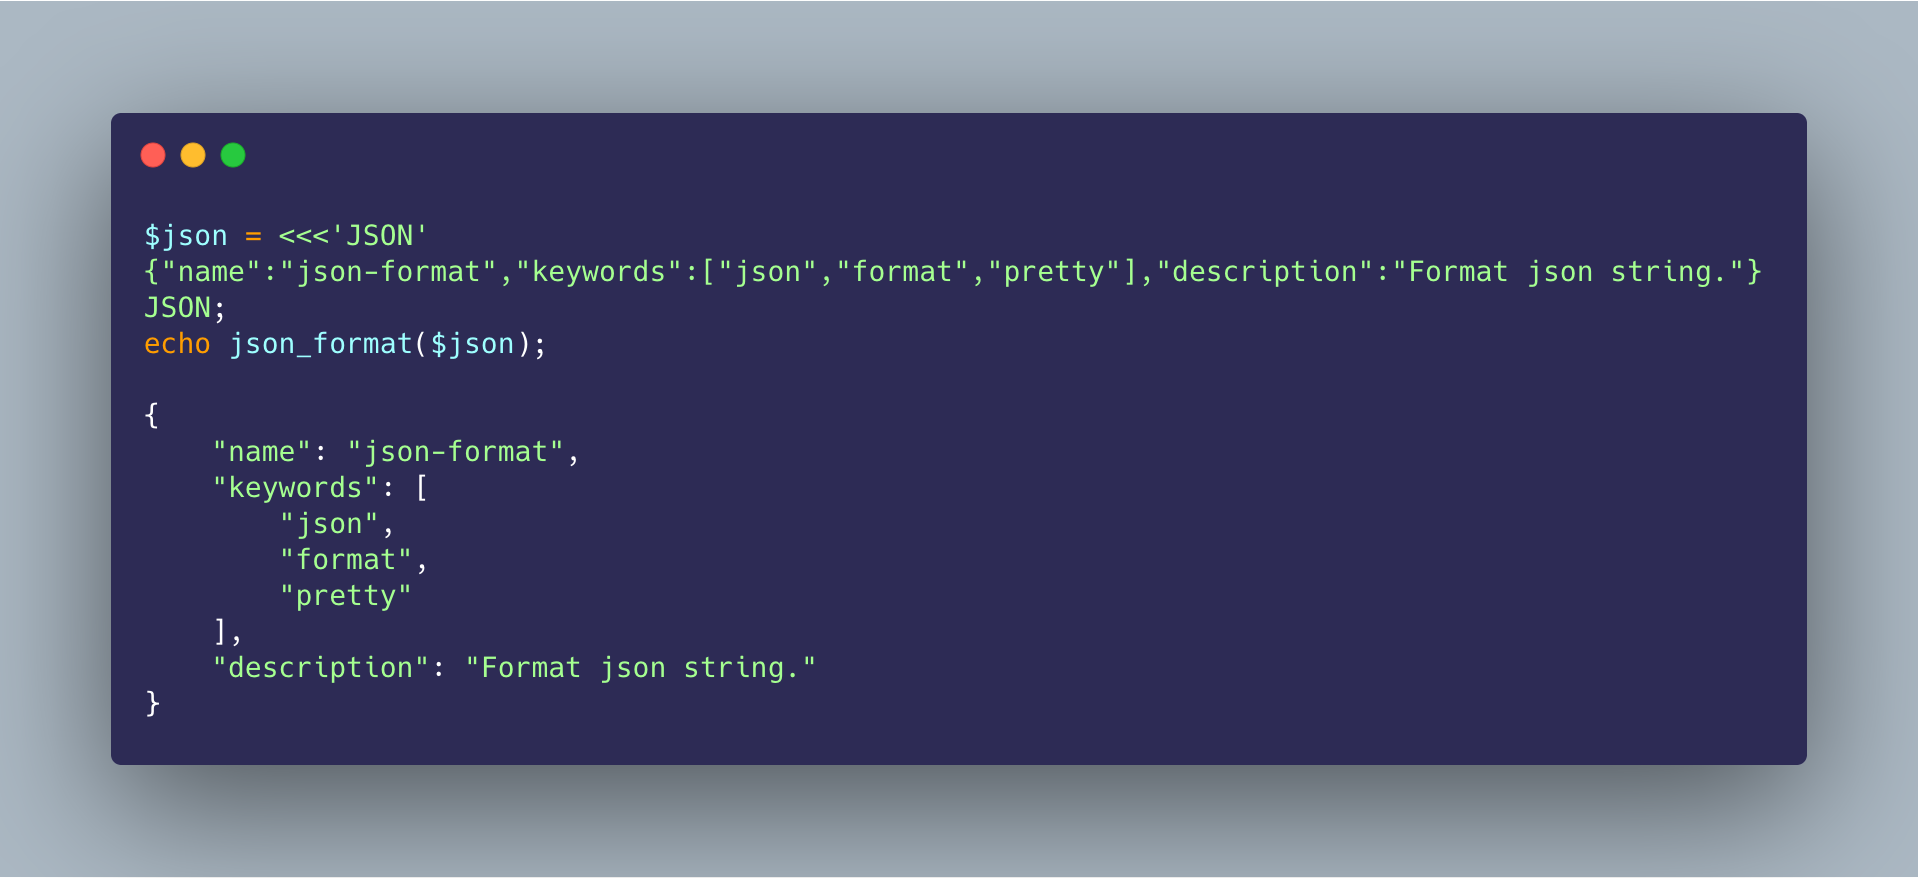 $json = <<<'JSON'
{"name":"json-format","keywords":["json","format","pretty"],"description":"Format json string."}
JSON;
echo json_format($json);

{
    "name": "json-format",
    "keywords": [
        "json",
        "format",
        "pretty"
    ],
    "description": "Format json string."
}